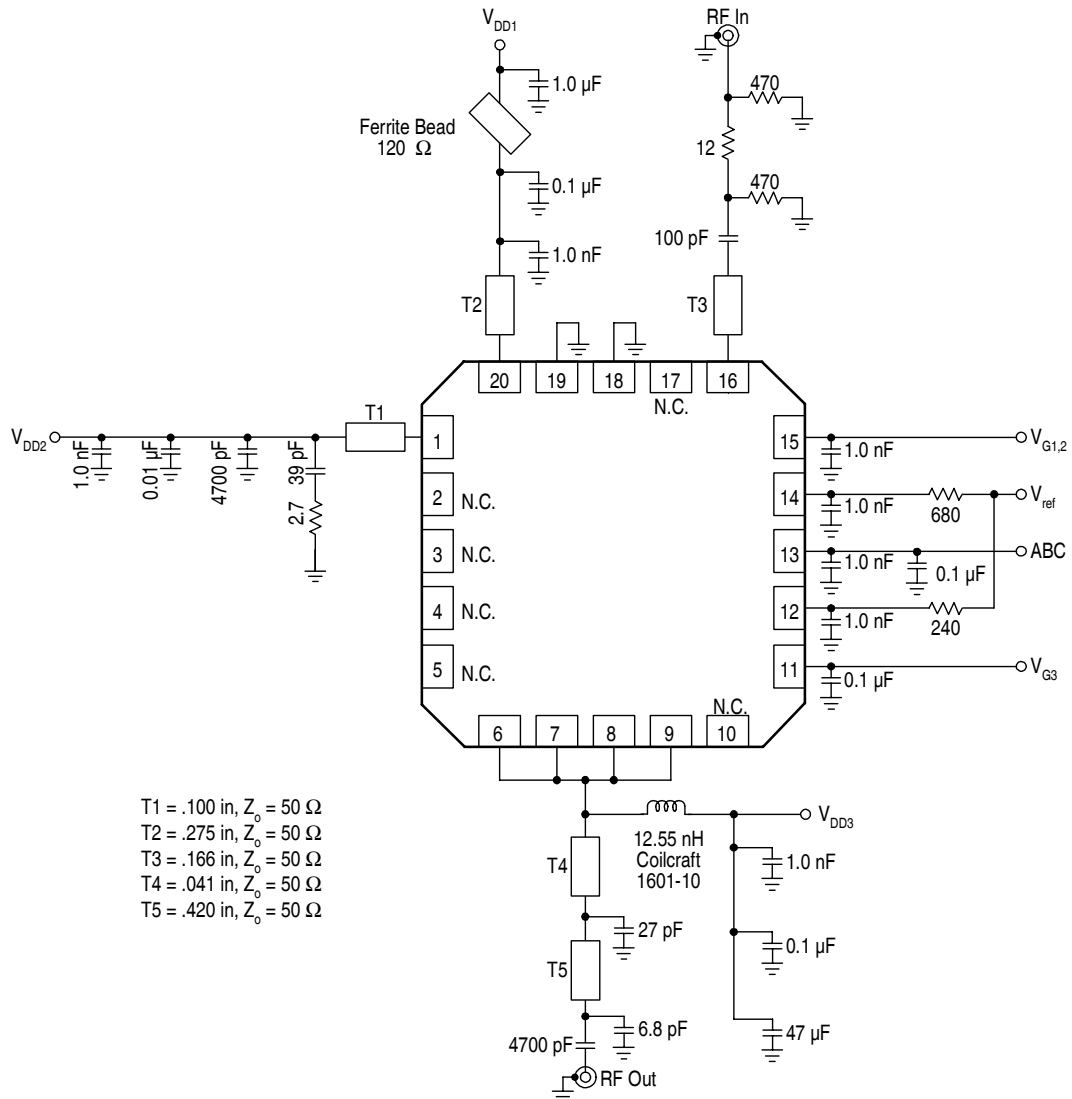 V_DD1
RF In
1.0 µF
470
Ferrite Bead
120 Ω
12
0.1 µF
470
100 pF
1.0 nF
T2
T3
20
19
18
17
16
N.C.
V_DD2
T1
1
15
1.0 nF
V_G1,2
1.0 nF
0.01 µF
4700 pF
39 pF
2.7
2
N.C.
14
1.0 nF
680
V_ref
3
N.C.
13
1.0 nF
0.1 µF
ABC
4
N.C.
12
1.0 nF
240
5
N.C.
11
0.1 µF
V_G3
N.C.
6
7
8
9
10
T1 = .100 in, Z_o = 50 Ω
T2 = .275 in, Z_o = 50 Ω
T3 = .166 in, Z_o = 50 Ω
T4 = .041 in, Z_o = 50 Ω
T5 = .420 in, Z_o = 50 Ω
V_DD3
12.55 nH
Coilcraft
1601-10
T4
1.0 nF
27 pF
0.1 µF
T5
6.8 pF
47 µF
4700 pF
RF Out